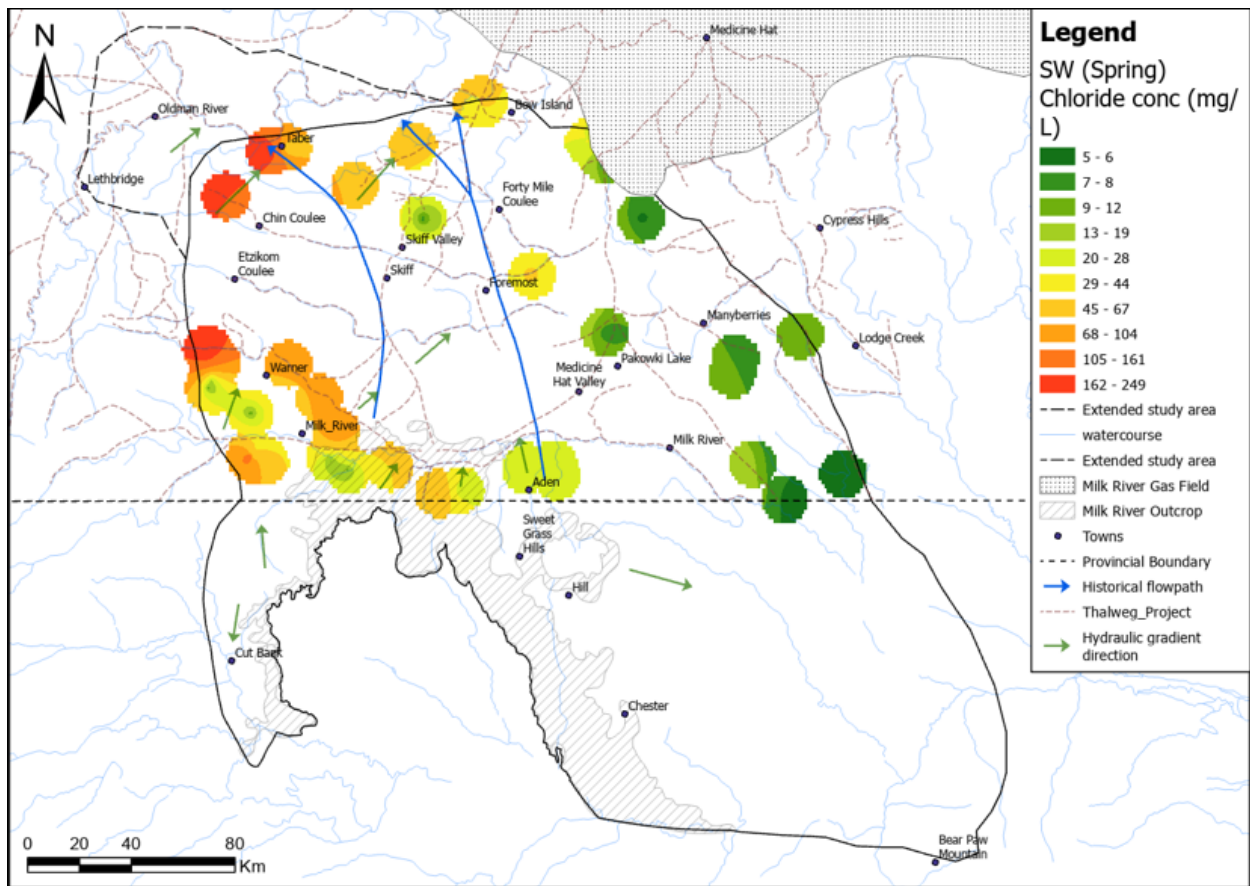 N
Medicine Hat
Oldman River
Bow Island
Taber
Lethbridge
Forty Mile
Coulee
Chin Coulee
Cypress Hills
Skiff Valley
Etzikom
Coulee
Skiff
Foremost
Manyberries
Lodge Creek
Warner
Pakowki Lake
Medicine
Hat Valley
Milk_River
Milk River
Aden
Sweet
Grass
Hills
Hill
Cut Back
Chester
Bear Paw
Mountain
0 20 40 80
Km
Legend
SW (Spring)
Chloride conc (mg/
L)
5 - 6
7 - 8
9 - 12
13 - 19
20 - 28
29 - 44
45 - 67
68 - 104
105 - 161
162 - 249
Extended study area
watercourse
Extended study area
Milk River Gas Field
Milk River Outcrop
Towns
Provincial Boundary
Historical flowpath
Thalweg_Project
Hydraulic gradient
direction